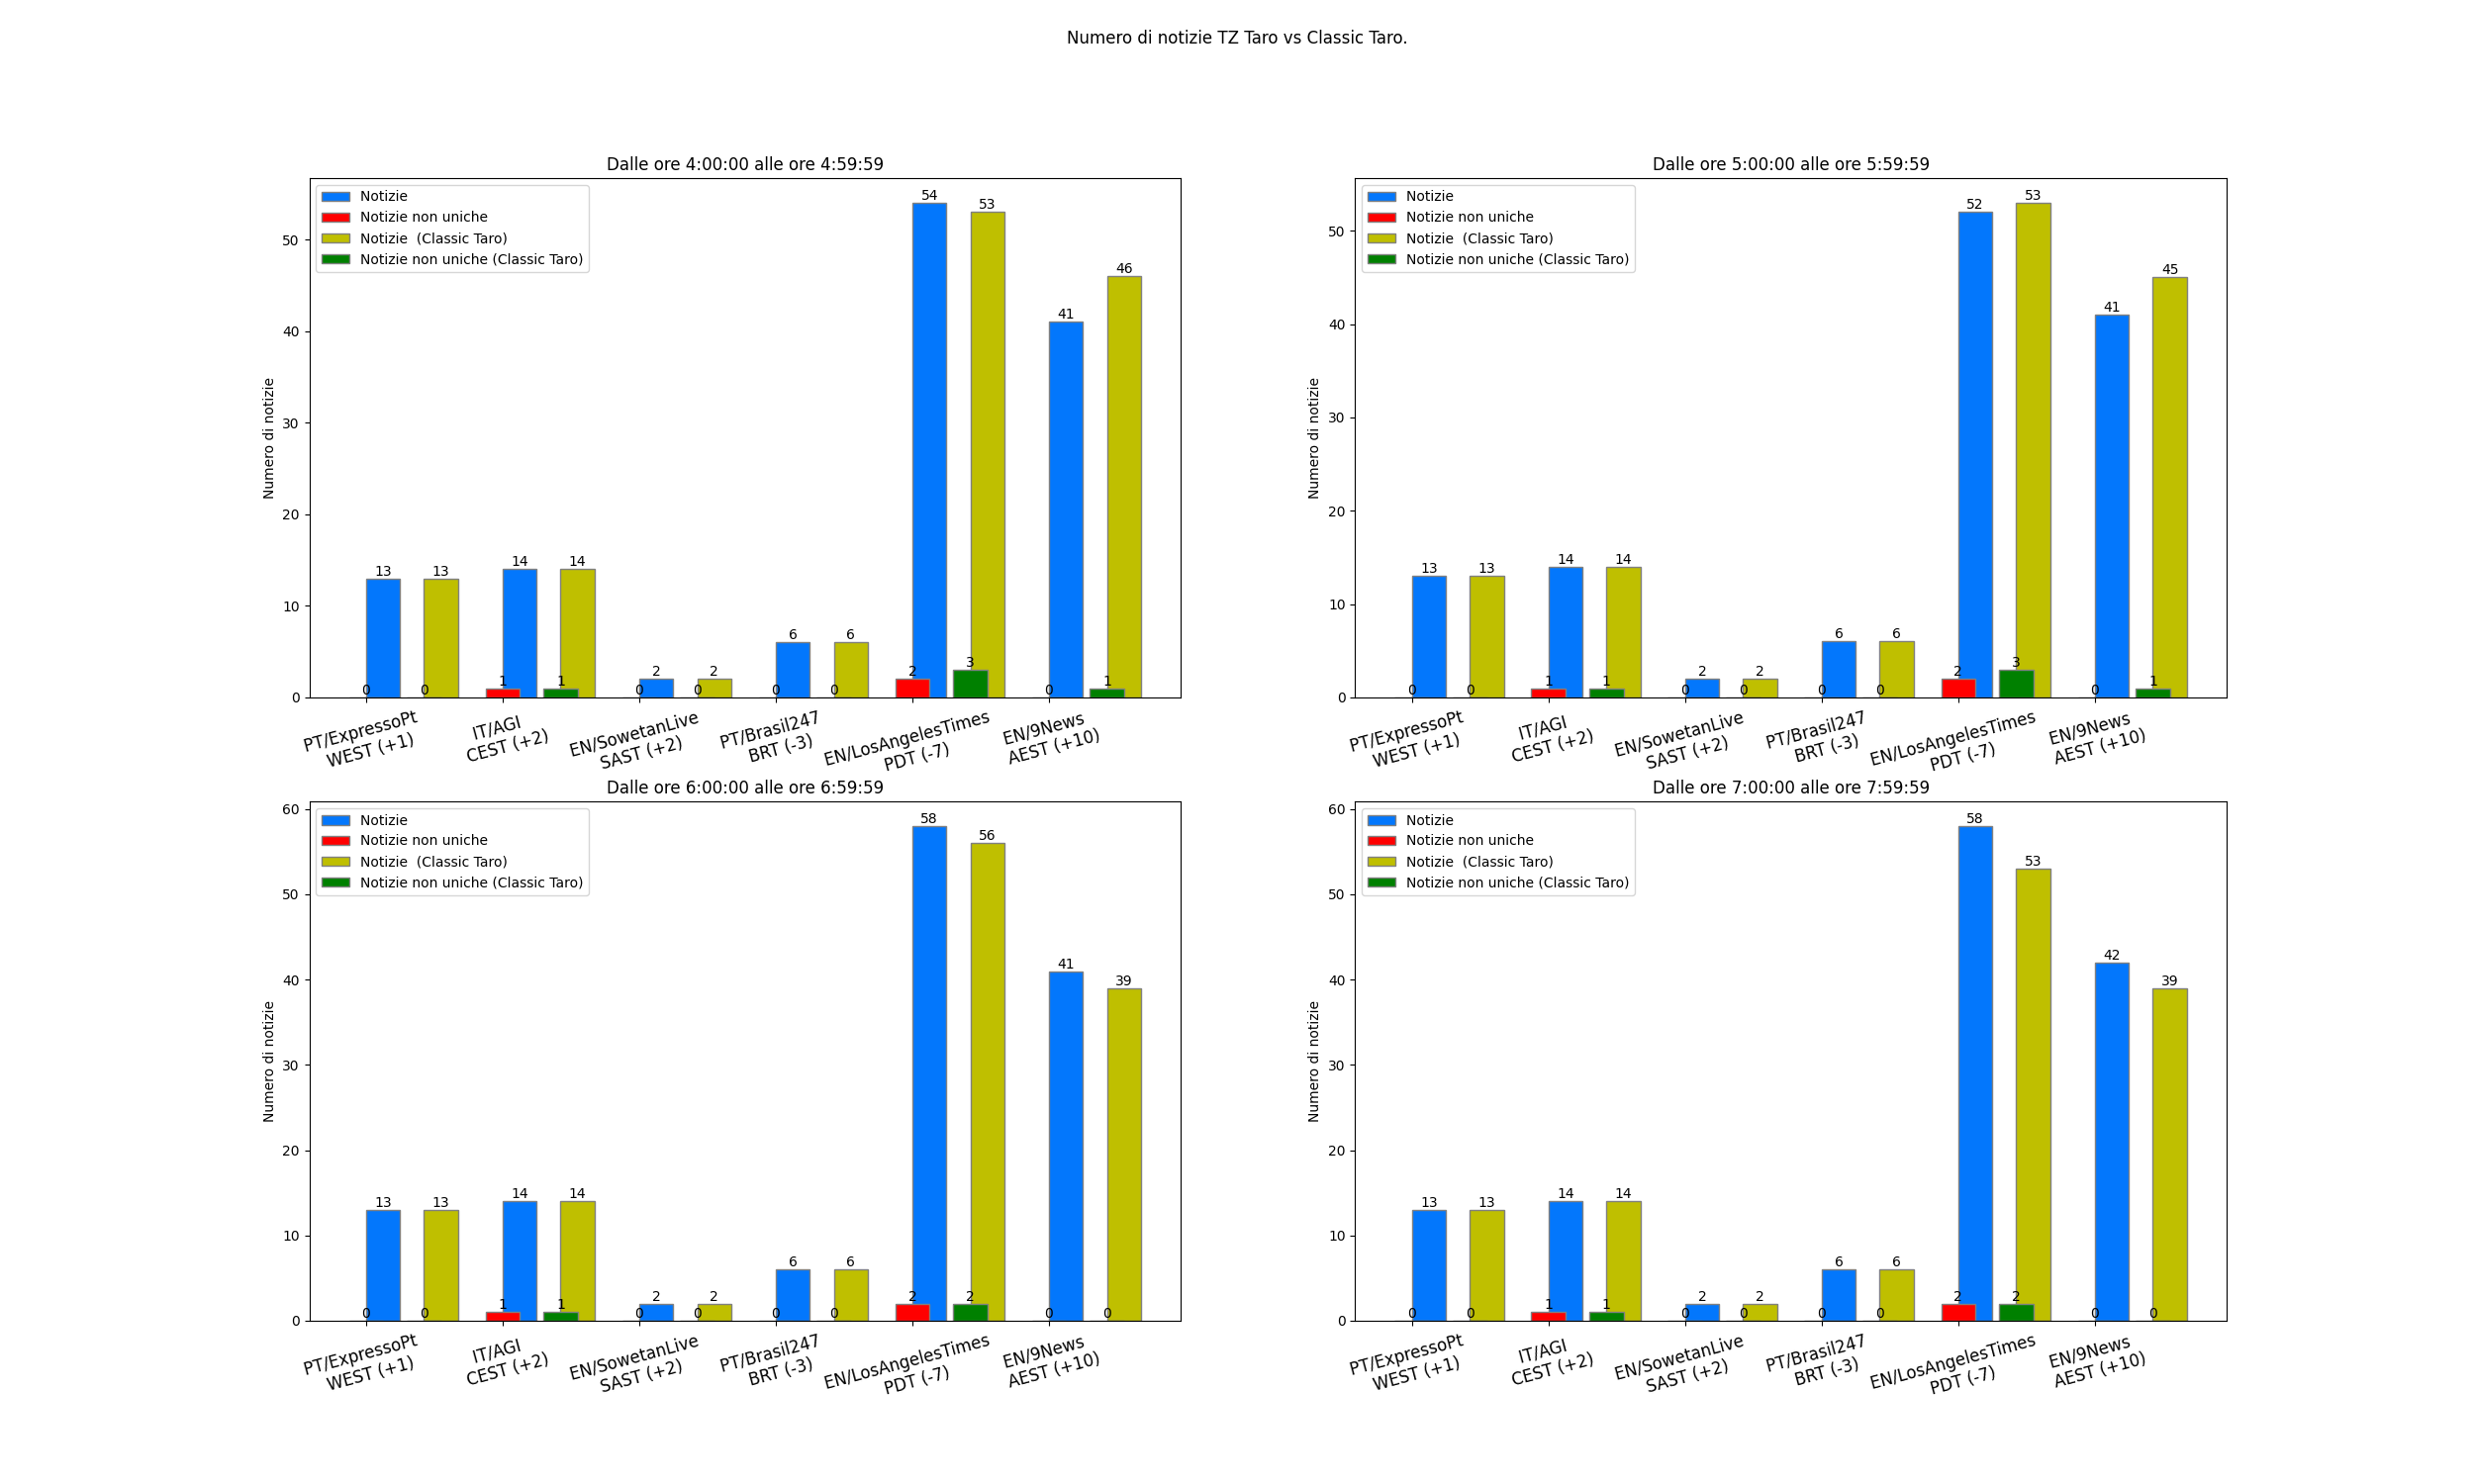 Numero di notizie TZ Taro vs Classic Taro.
Dalle ore 4:00:00 alle ore 4:59:59
Notizie
Notizie non uniche
Notizie  (Classic Taro)
Notizie non uniche (Classic Taro)
Numero di notizie
50
40
30
20
10
0
13 13 14 14 2 2 6 6 54 53 41 46
0 0 1 1 0 0 0 0 2 3 0 1
PT/ExpressoPt
WEST (+1)
IT/AGI
CEST (+2)
EN/SowetanLive
SAST (+2)
PT/Brasil247
BRT (-3)
EN/LosAngelesTimes
PDT (-7)
EN/9News
AEST (+10)
Dalle ore 5:00:00 alle ore 5:59:59
Notizie
Notizie non uniche
Notizie  (Classic Taro)
Notizie non uniche (Classic Taro)
Numero di notizie
50
40
30
20
10
0
13 13 14 14 2 2 6 6 52 53 41 45
0 0 1 1 0 0 0 0 2 3 0 1
PT/ExpressoPt
WEST (+1)
IT/AGI
CEST (+2)
EN/SowetanLive
SAST (+2)
PT/Brasil247
BRT (-3)
EN/LosAngelesTimes
PDT (-7)
EN/9News
AEST (+10)
Dalle ore 6:00:00 alle ore 6:59:59
Notizie
Notizie non uniche
Notizie  (Classic Taro)
Notizie non uniche (Classic Taro)
Numero di notizie
60
50
40
30
20
10
0
13 13 14 14 2 2 6 6 58 56 41 39
0 0 1 1 0 0 0 0 2 2 0 0
PT/ExpressoPt
WEST (+1)
IT/AGI
CEST (+2)
EN/SowetanLive
SAST (+2)
PT/Brasil247
BRT (-3)
EN/LosAngelesTimes
PDT (-7)
EN/9News
AEST (+10)
Dalle ore 7:00:00 alle ore 7:59:59
Notizie
Notizie non uniche
Notizie  (Classic Taro)
Notizie non uniche (Classic Taro)
Numero di notizie
60
50
40
30
20
10
0
13 13 14 14 2 2 6 6 58 53 42 39
0 0 1 1 0 0 0 0 2 2 0 0
PT/ExpressoPt
WEST (+1)
IT/AGI
CEST (+2)
EN/SowetanLive
SAST (+2)
PT/Brasil247
BRT (-3)
EN/LosAngelesTimes
PDT (-7)
EN/9News
AEST (+10)